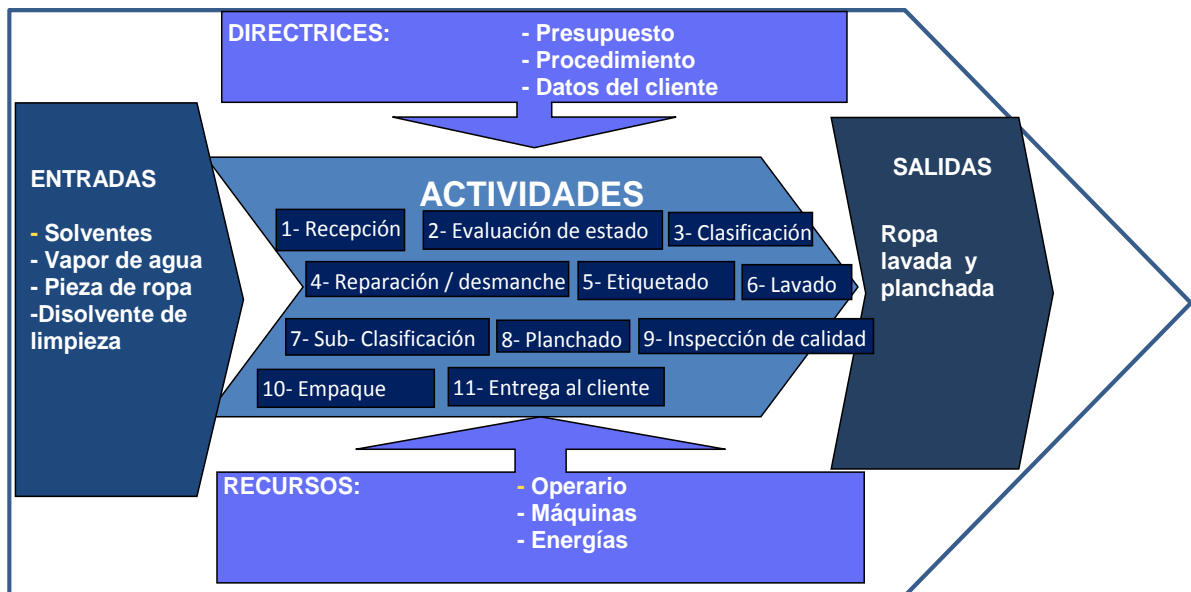 DIRECTRICES: - Presupuesto
- Procedimiento
- Datos del cliente
ENTRADAS
- Solventes
- Vapor de agua
- Pieza de ropa
-Disolvente de
limpieza
ACTIVIDADES
1- Recepción
2- Evaluación de estado
3- Clasificación
4- Reparación / desmanche
5- Etiquetado
6- Lavado
7- Sub- Clasificación
8- Planchado
9- Inspección de calidad
10- Empaque
11- Entrega al cliente
SALIDAS
Ropa
lavada y
planchada
RECURSOS: - Operario
- Máquinas
- Energías